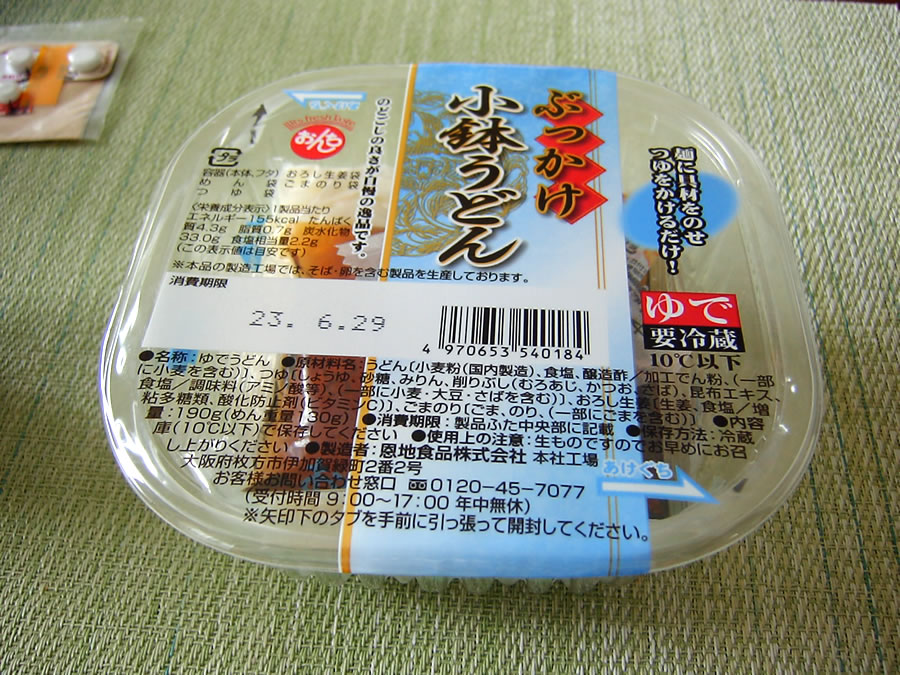 ぶっかけ
小鉢うどん
のどごしの良さが自慢の逸品です。
麺に具材をのせ
つゆをかけるだけ！
おんち
プラ
容器(本体、フタ) おろし生姜袋
めん袋 ごまのり袋
つゆ袋
〈栄養成分表示〉1製品当たり
エネルギー155kcal たんぱく
質4.3g 脂質0.7g 炭水化物
33.0g 食塩相当量2.2g
(この表示値は目安です)
※本品の製造工場では、そば・卵を含む製品を生産しております。
消費期限
23. 6.29
4 970653 540184
ゆで
要冷蔵
10℃以下
●名称：ゆでうどん ●原材料名：うどん〔小麦粉(国内製造)、食塩、醸造酢／加工でん粉、(一部
に小麦を含む)〕、つゆ〔しょうゆ、砂糖、みりん、削りぶし(むろあじ、かつお、さば)、昆布エキス、
食塩／調味料(アミノ酸等)、(一部に小麦・大豆・さばを含む)〕、おろし生姜〔生姜、食塩／増
粘多糖類、酸化防止剤(ビタミンC)〕、ごまのり〔ごま、のり、(一部にごまを含む)〕 ●内容
量：190g(めん重量130g) ●消費期限：製品ふた中央部に記載 ●保存方法：冷蔵
庫(10℃以下)で保存してください ●使用上の注意：生ものですのでお早めにお召
し上がりください ●製造者：恩地食品株式会社 本社工場
大阪府枚方市伊加賀緑町2番2号
お客様お問い合わせ窓口 0120-45-7077
(受付時間 9：00〜17：00 年中無休)
※矢印下のタブを手前に引っ張って開封してください。
あけくち